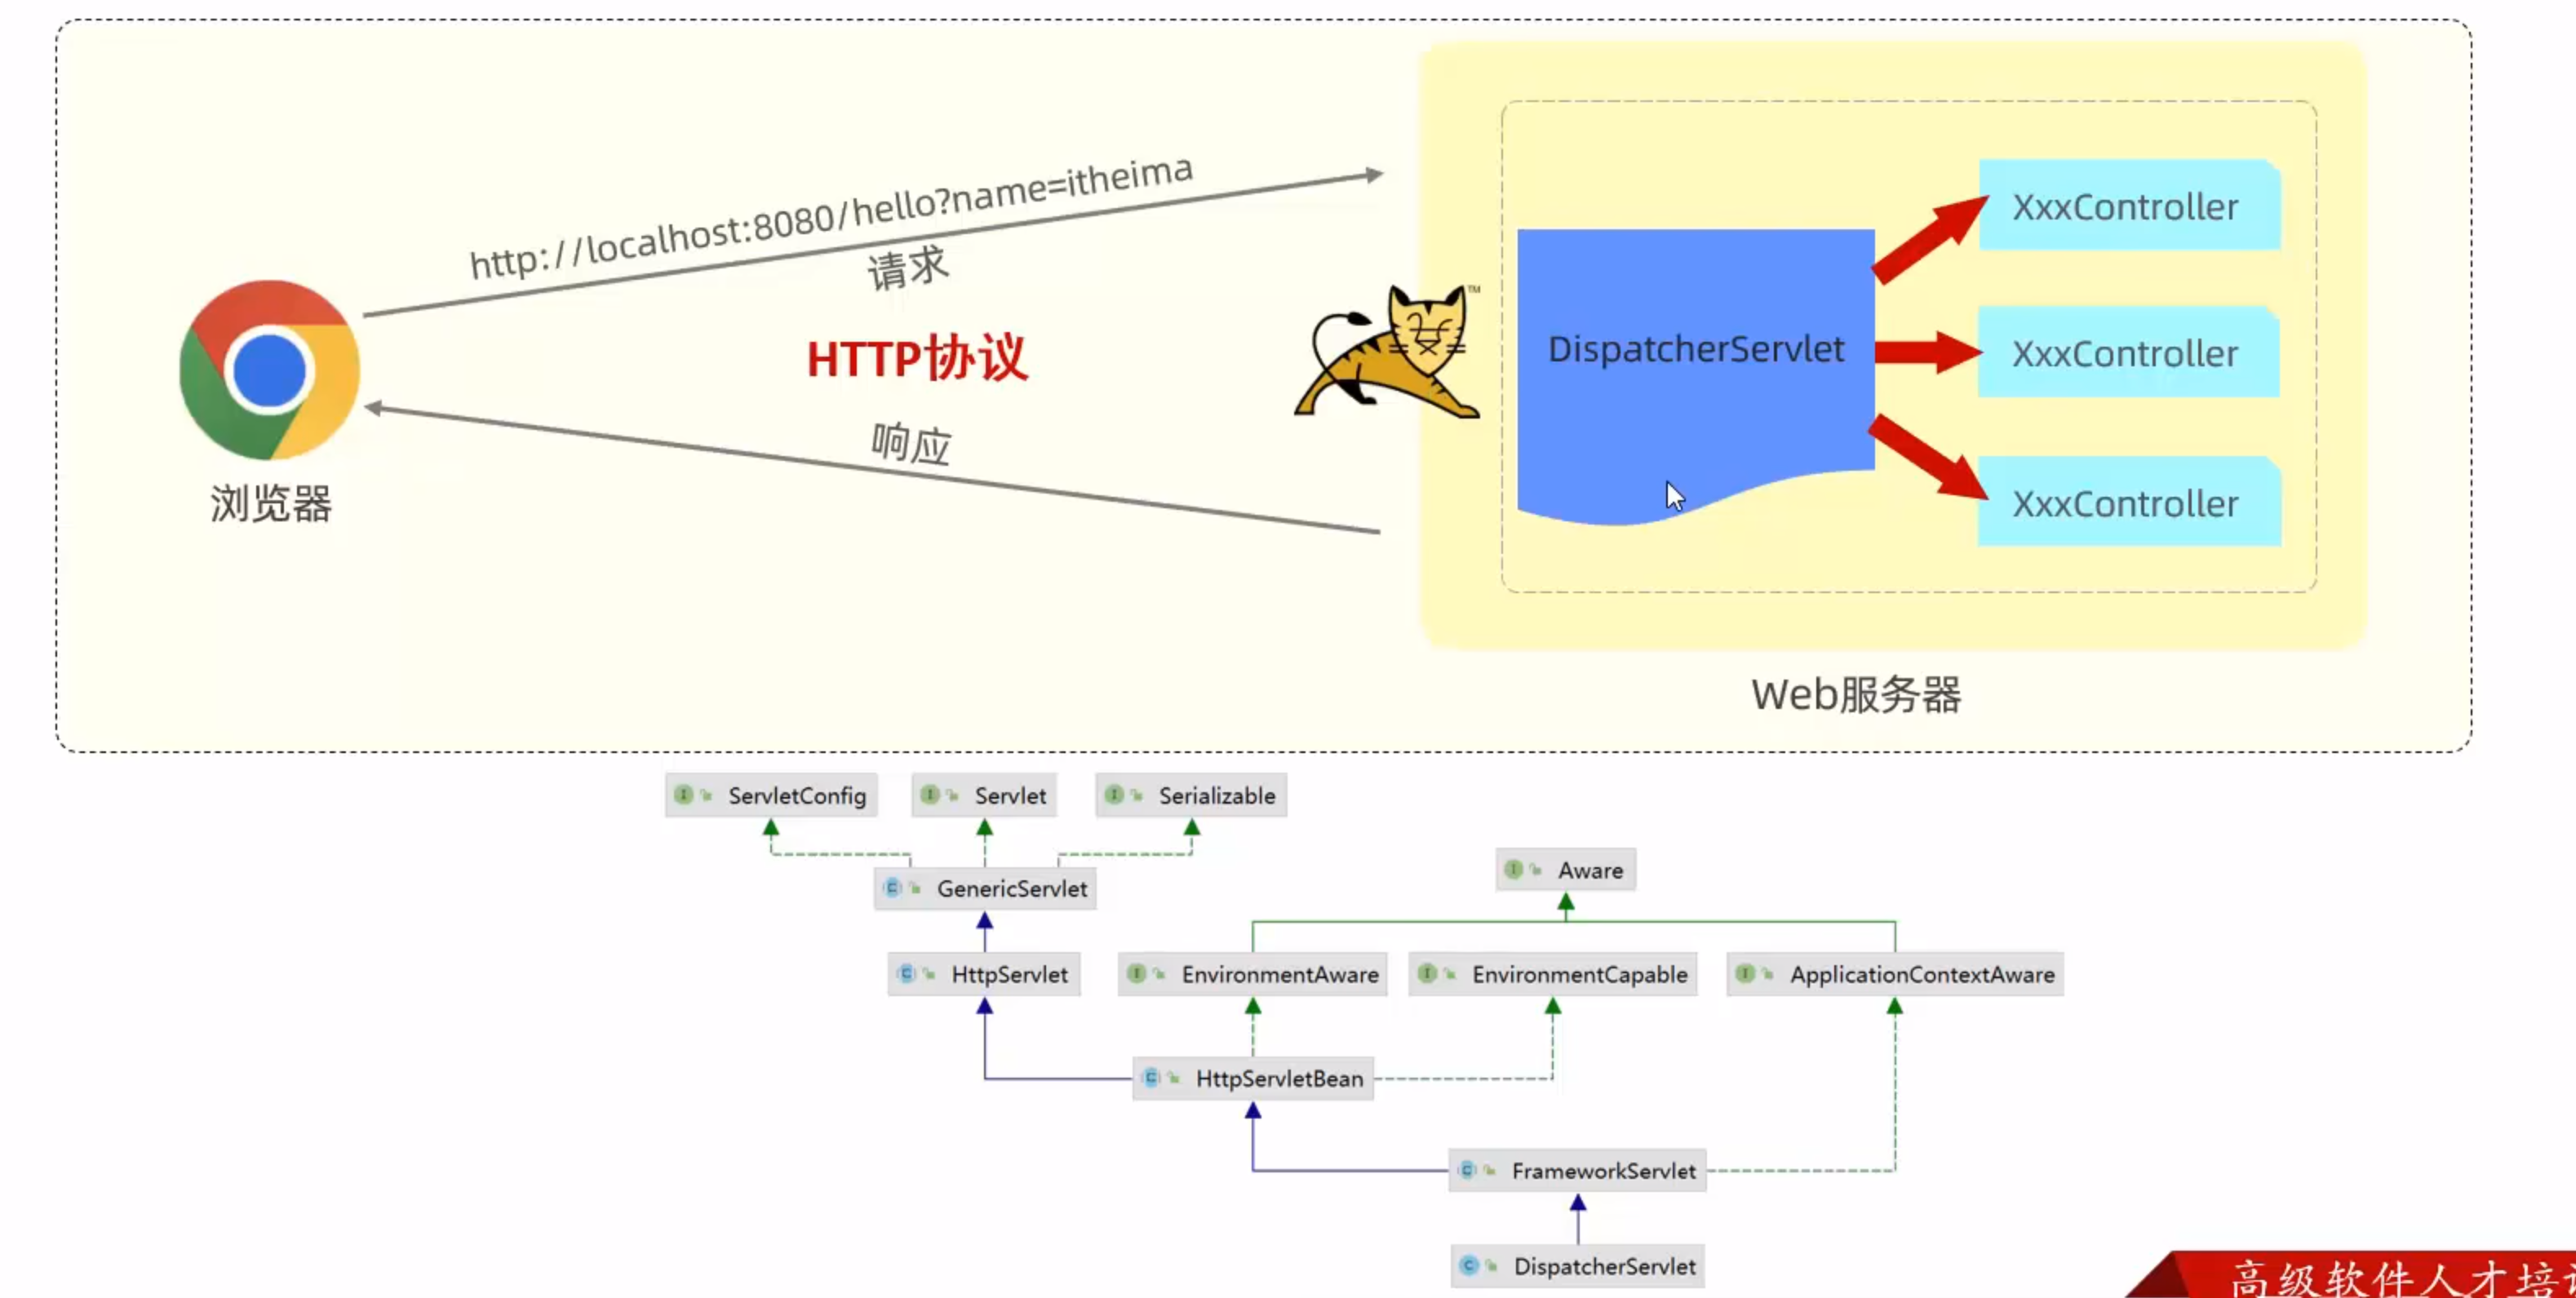 http://localhost:8080/hello?name=itheima
请求
HTTP协议
响应
浏览器
TM
DispatcherServlet
XxxController
XxxController
XxxController
Web服务器
ServletConfig
Servlet
Serializable
GenericServlet
Aware
HttpServlet
EnvironmentAware
EnvironmentCapable
ApplicationContextAware
HttpServletBean
FrameworkServlet
DispatcherServlet
高级软件人才培